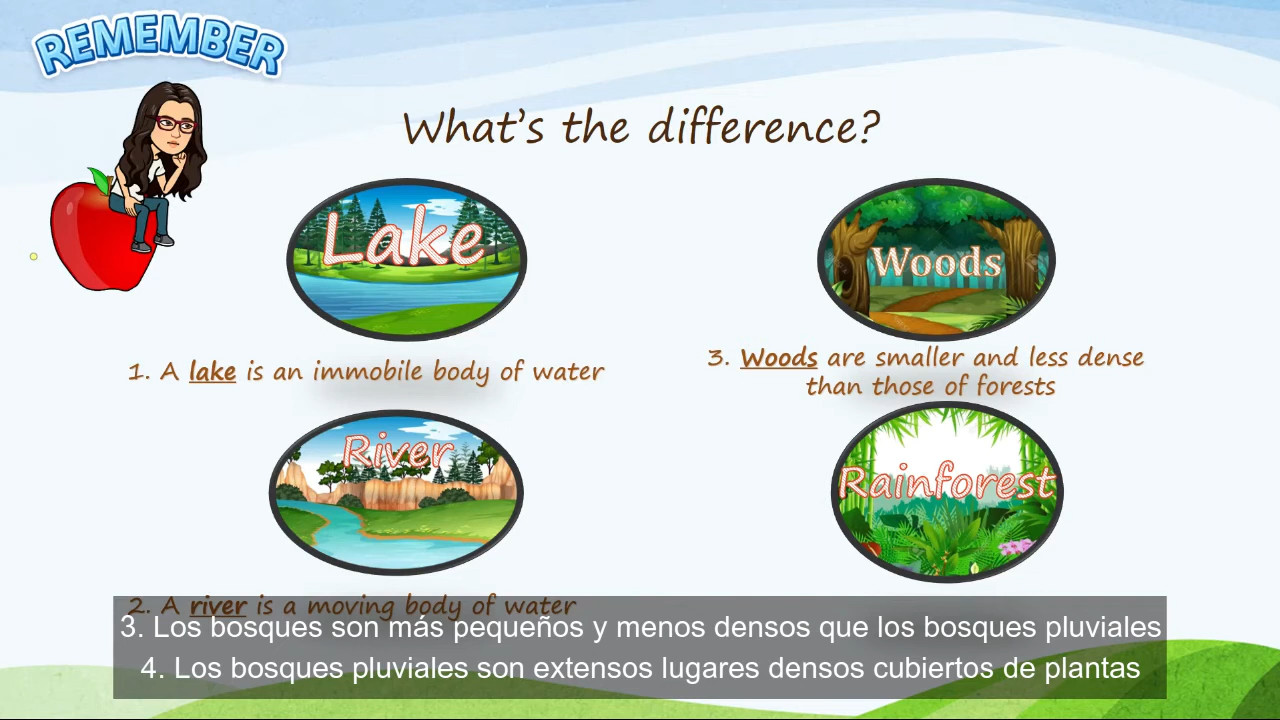 REMEMBER
What's the difference?
Lake
1. A lake is an immobile body of water
River
2. A river is a moving body of water
Woods
3. Woods are smaller and less dense
than those of forests
Rainforest
3. Los bosques son más pequeños y menos densos que los bosques pluviales
4. Los bosques pluviales son extensos lugares densos cubiertos de plantas